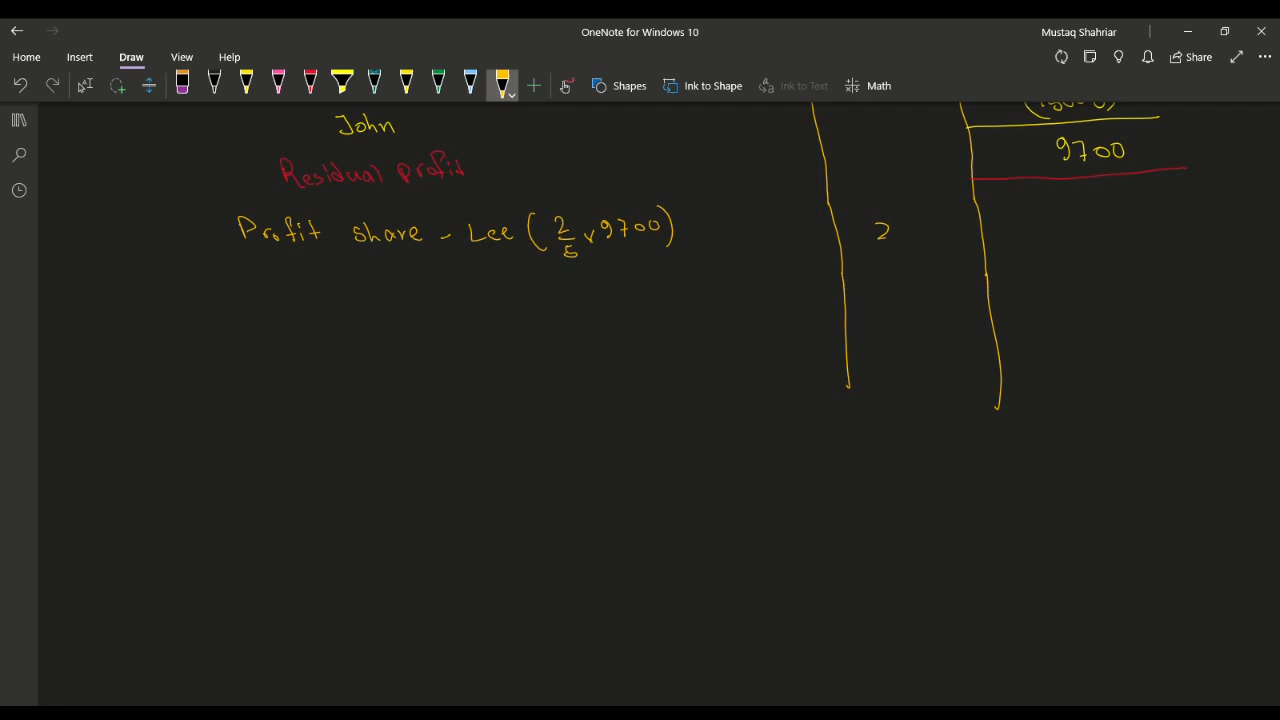 OneNote for Windows 10
Mustaq Shahriar
Home Insert Draw View Help
Share
Shapes Ink to Shape Ink to Text Math
John
9700
Residual profit
Profit share - Lee (2/5 x 9700) 2